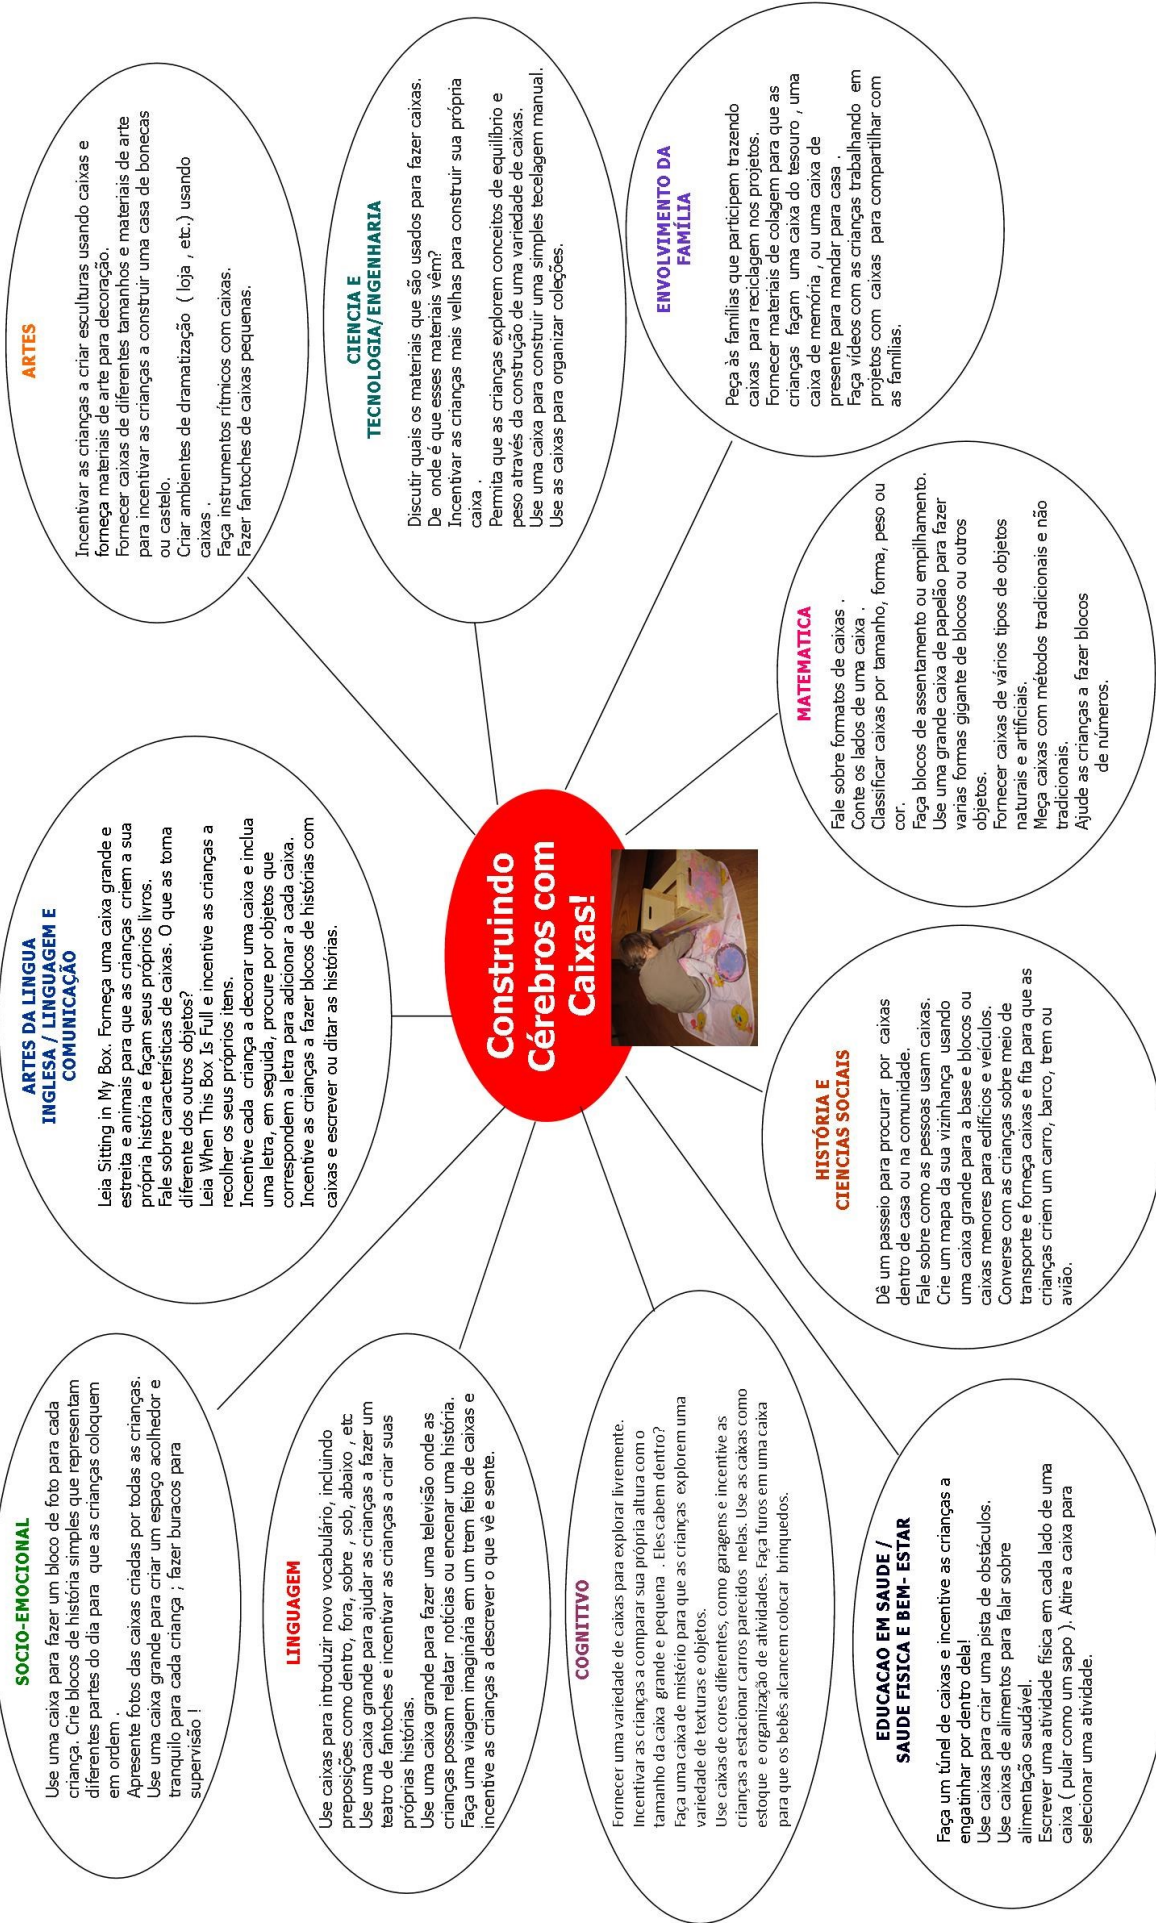 SOCIO-EMOCIONAL
Use uma caixa para fazer um bloco de foto para cada
criança. Crie blocos de história simples que representam
diferentes partes do dia para que as crianças coloquem
em ordem .
Apresente fotos das caixas criadas por todas as crianças.
Use uma caixa grande para criar um espaço acolhedor e
tranquilo para cada criança ; fazer buracos para
supervisão !
ARTES DA LINGUA
INGLESA / LINGUAGEM E
COMUNICAÇÃO
Leia Sitting in My Box. Forneça uma caixa grande e
estreita e animais para que as crianças criem a sua
própria história e façam seus próprios livros.
Fale sobre características de caixas. O que as torna
diferente dos outros objetos?
Leia When This Box Is Full e incentive as crianças a
recolher os seus próprios itens.
Incentive cada criança a decorar uma caixa e inclua
uma letra, em seguida, procure por objetos que
correspondem a letra para adicionar a cada caixa.
Incentive as crianças a fazer blocos de histórias com
caixas e escrever ou ditar as histórias.
ARTES
Incentivar as crianças a criar esculturas usando caixas e
forneça materiais de arte para decoração.
Fornecer caixas de diferentes tamanhos e materiais de arte
para incentivar as crianças a construir uma casa de bonecas
ou castelo.
Criar ambientes de dramatização ( loja , etc.) usando
caixas .
Faça instrumentos rítmicos com caixas.
Fazer fantoches de caixas pequenas.
LINGUAGEM
Use caixas para introduzir novo vocabulário, incluindo
preposições como dentro, fora, sobre , sob, abaixo , etc
Use uma caixa grande para ajudar as crianças a fazer um
teatro de fantoches e incentivar as crianças a criar suas
próprias histórias.
Use uma caixa grande para fazer uma televisão onde as
crianças possam relatar notícias ou encenar uma história.
Faça uma viagem imaginária em um trem feito de caixas e
incentive as crianças a descrever o que vê e sente.
Construindo
Cérebros com
Caixas!
CIENCIA E
TECNOLOGIA/ENGENHARIA
Discutir quais os materiais que são usados para fazer caixas.
De onde é que esses materiais vêm?
Incentivar as crianças mais velhas para construir sua própria
caixa .
Permita que as crianças explorem conceitos de equilíbrio e
peso através da construção de uma variedade de caixas.
Use uma caixa para construir uma simples tecelagem manual.
Use as caixas para organizar coleções.
COGNITIVO
Fornecer uma variedade de caixas para explorar livremente.
Incentivar as crianças a comparar sua própria altura com o
tamanho da caixa grande e pequena . Eles cabem dentro?
Faça uma caixa de mistério para que as crianças explorem uma
variedade de texturas e objetos.
Use caixas de cores diferentes, como garagens e incentive as
crianças a estacionar carros parecidos nelas. Use as caixas como
estoque e organização de atividades. Faça furos em uma caixa
para que os bebês alcancem colocar brinquedos.
ENVOLVIMENTO DA
FAMÍLIA
Peça às famílias que participem trazendo
caixas para reciclagem nos projetos.
Fornecer materiais de colagem para que as
crianças façam uma caixa do tesouro , uma
caixa de memória , ou uma caixa de
presente para mandar para casa .
Faça vídeos com as crianças trabalhando em
projetos com caixas para compartilhar com
as famílias.
EDUCACAO EM SAUDE /
SAUDE FISICA E BEM- ESTAR
Faça um túnel de caixas e incentive as crianças a
engatinhar por dentro dela!
Use caixas para criar uma pista de obstáculos.
Use caixas de alimentos para falar sobre
alimentação saudável.
Escrever uma atividade física em cada lado de uma
caixa ( pular como um sapo ). Atire a caixa para
selecionar uma atividade.
HISTÓRIA E
CIENCIAS SOCIAIS
Dê um passeio para procurar por caixas
dentro de casa ou na comunidade.
Fale sobre como as pessoas usam caixas.
Crie um mapa da sua vizinhança usando
uma caixa grande para a base e blocos ou
caixas menores para edifícios e veículos.
Converse com as crianças sobre meio de
transporte e forneça caixas e fita para que as
crianças criem um carro, barco, trem ou
avião.
MATEMATICA
Fale sobre formatos de caixas .
Conte os lados de uma caixa .
Classificar caixas por tamanho, forma, peso ou
cor.
Faça blocos de assentamento ou empilhamento.
Use uma grande caixa de papelão para fazer
varias formas gigante de blocos ou outros
objetos.
Fornecer caixas de vários tipos de objetos
naturais e artificiais.
Meça caixas com métodos tradicionais e não
tradicionais.
Ajude as crianças a fazer blocos
de números.